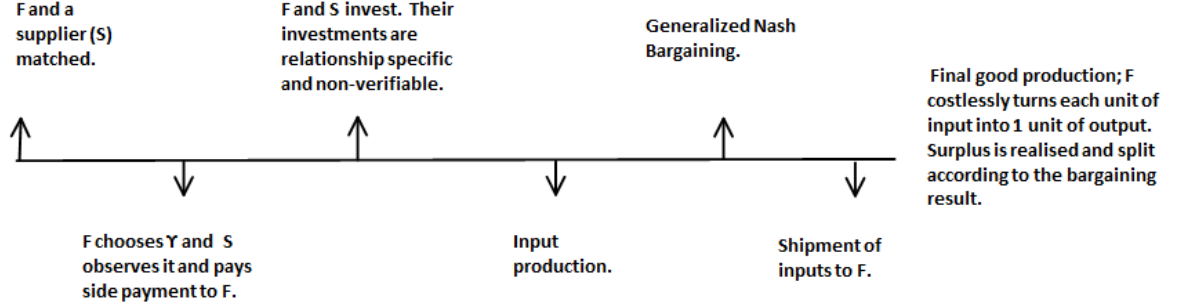 F and a
supplier (S)
matched.
F and S invest. Their
investments are
relationship specific
and non-verifiable.
Generalized Nash
Bargaining.
Final good production; F
costlessly turns each unit of
input into 1 unit of output.
Surplus is realised and split
according to the bargaining
result.
F chooses ϒ and S
observes it and pays
side payment to F.
Input
production.
Shipment of
inputs to F.